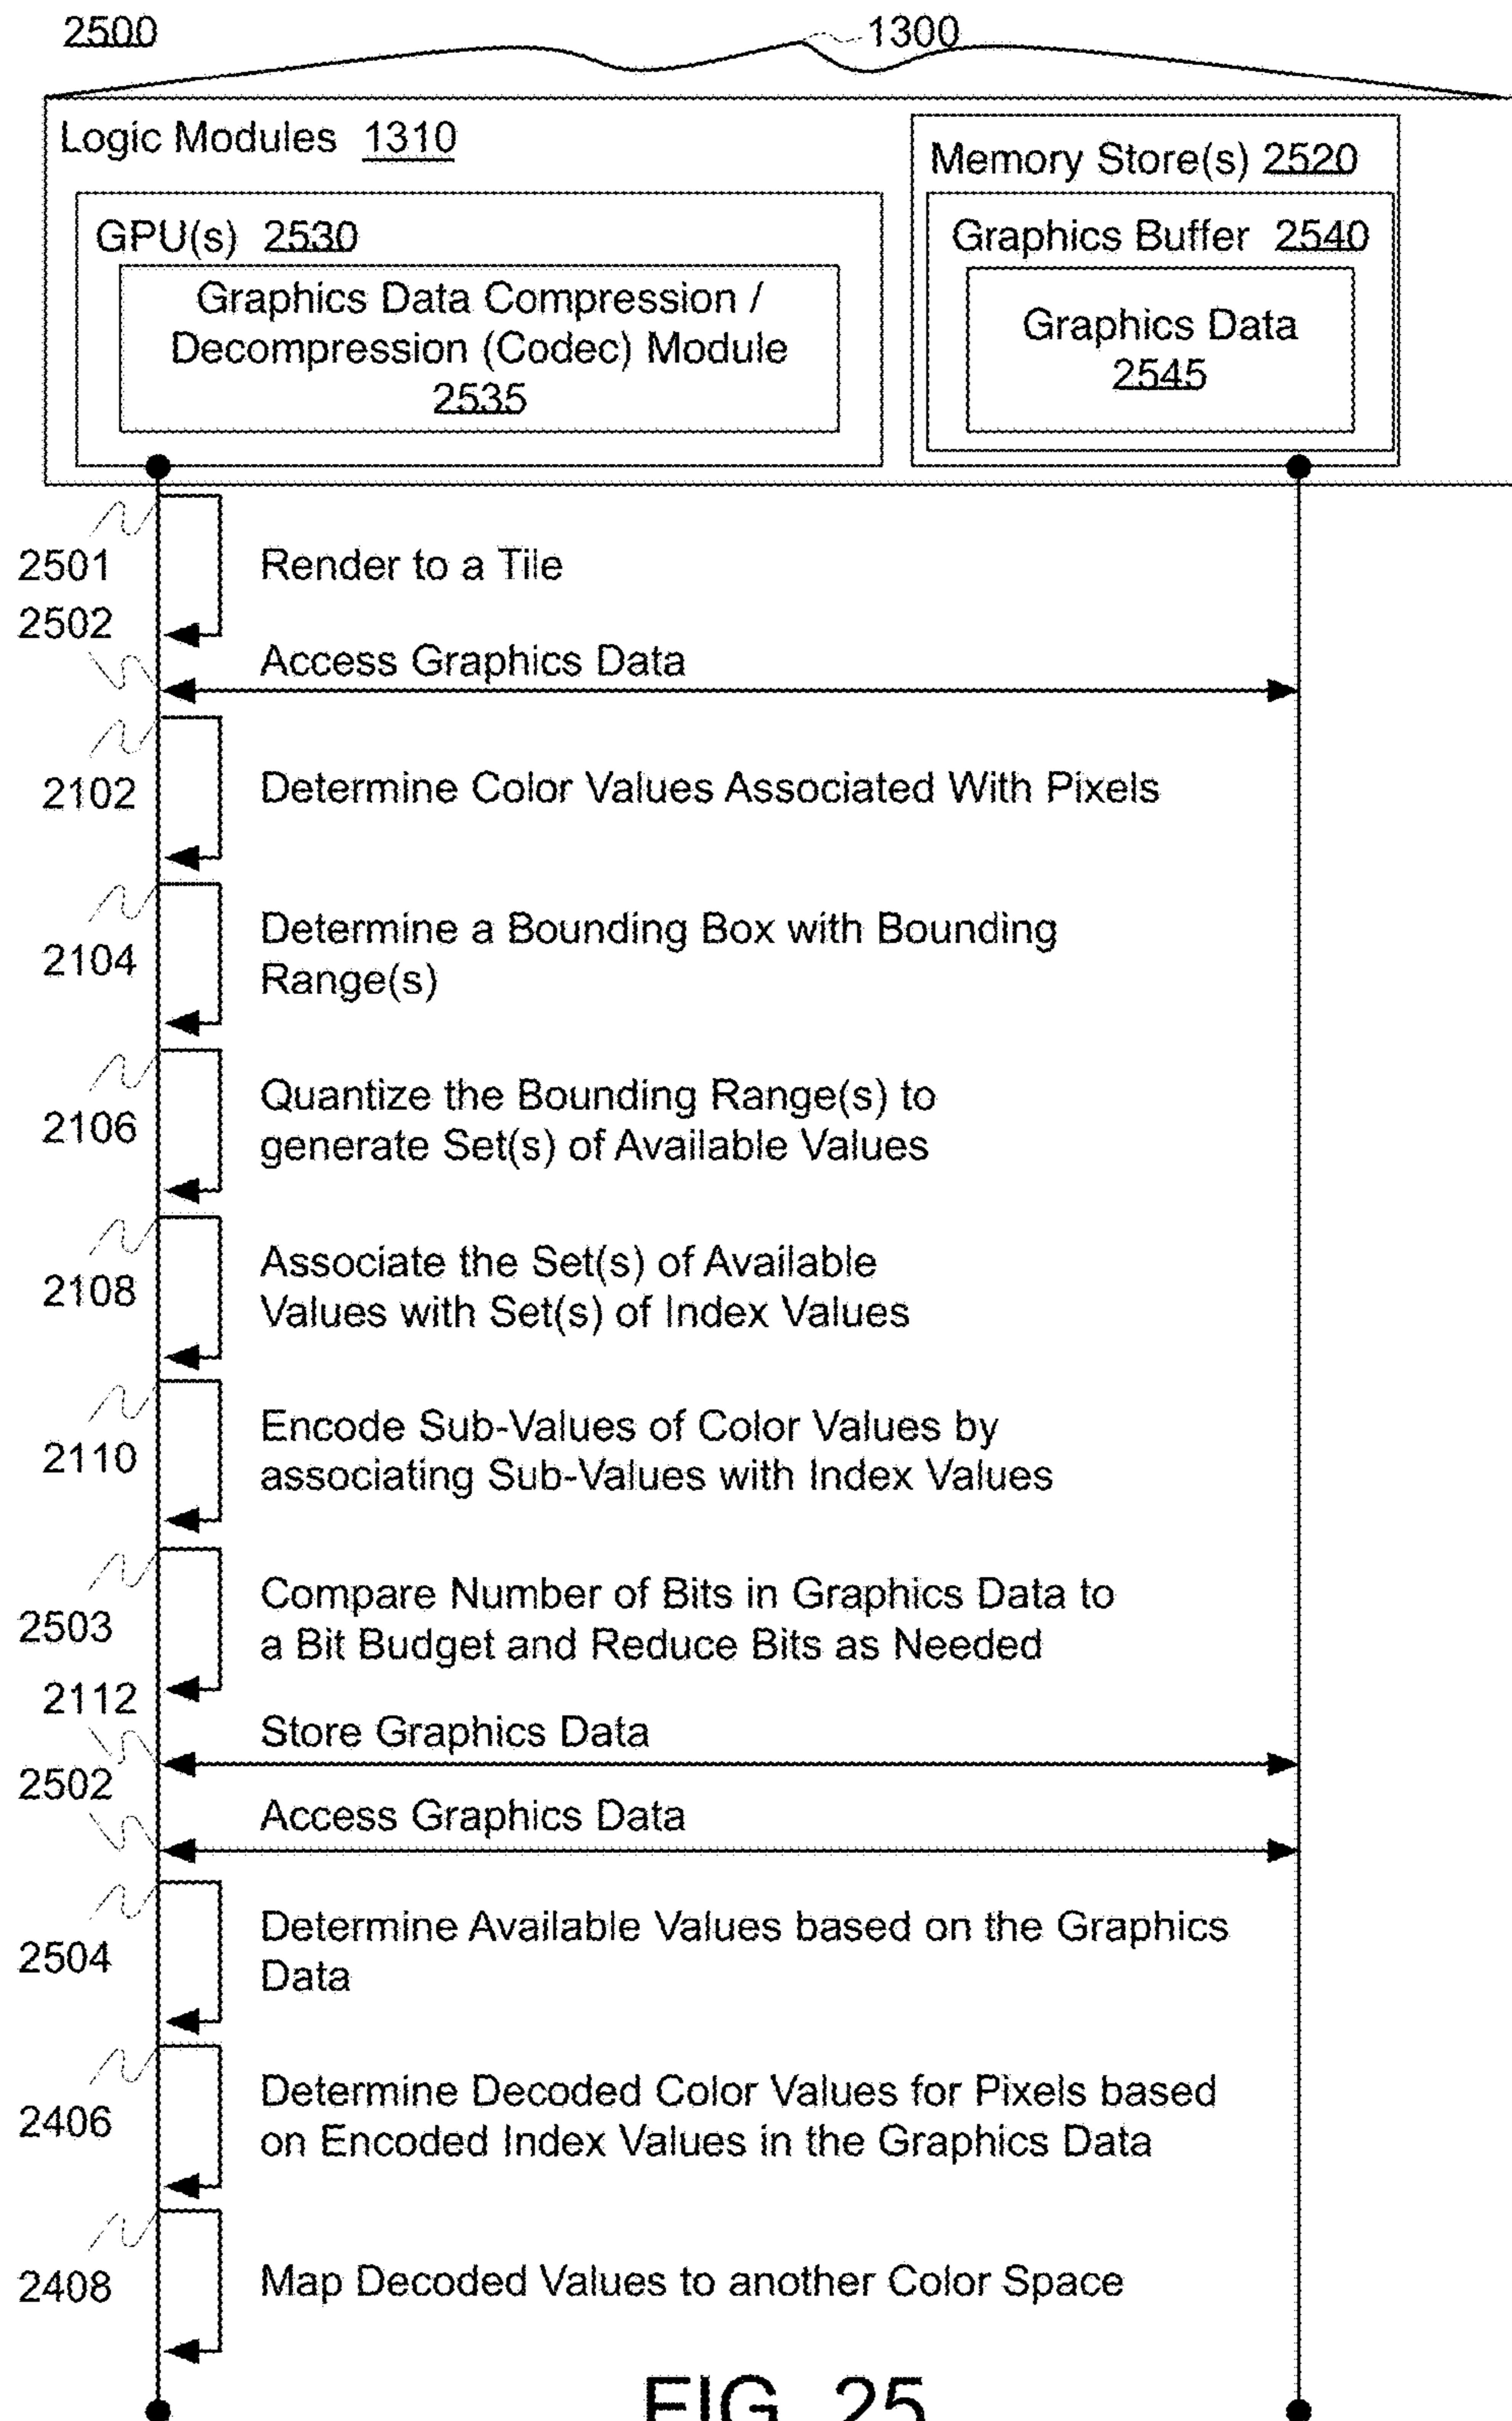 2500
1300
Logic Modules 1310
Memory Store(s) 2520
GPU(s) 2530
Graphics Buffer 2540
Graphics Data Compression /
Decompression (Codec) Module
2535
Graphics Data
2545
2501
Render to a Tile
2502
Access Graphics Data
2102
Determine Color Values Associated With Pixels
2104
Determine a Bounding Box with Bounding
Range(s)
2106
Quantize the Bounding Range(s) to
generate Set(s) of Available Values
2108
Associate the Set(s) of Available
Values with Set(s) of Index Values
2110
Encode Sub-Values of Color Values by
associating Sub-Values with Index Values
2503
Compare Number of Bits in Graphics Data to
a Bit Budget and Reduce Bits as Needed
2112
Store Graphics Data
2502
Access Graphics Data
2504
Determine Available Values based on the Graphics
Data
2406
Determine Decoded Color Values for Pixels based
on Encoded Index Values in the Graphics Data
2408
Map Decoded Values to another Color Space
FIG. 25